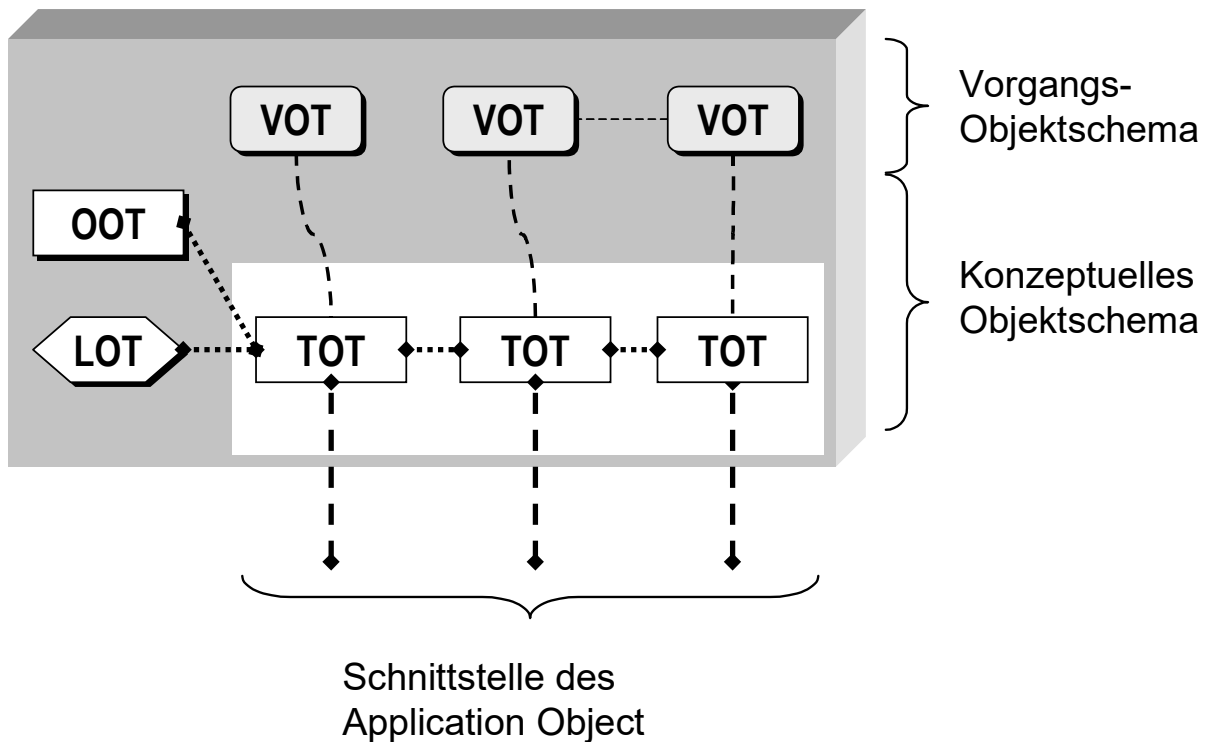 VOT VOT VOT
Vorgangs-
Objektschema
OOT
Konzeptuelles
Objektschema
LOT TOT TOT TOT
Schnittstelle des
Application Object